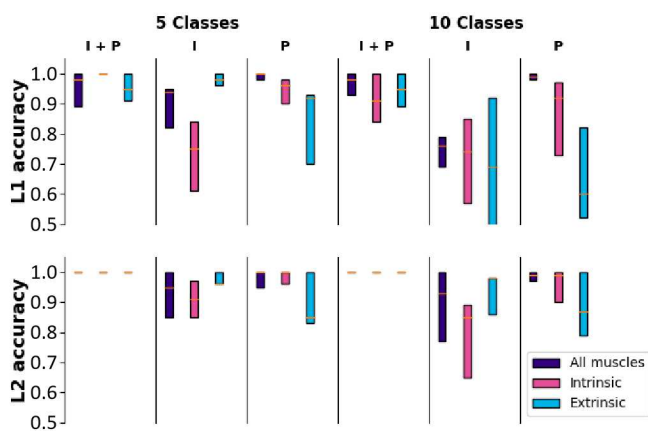 5 Classes 10 Classes
I + P I P I + P I P
L1 accuracy
1.0
0.9
0.8
0.7
0.6
0.5
L2 accuracy
1.0
0.9
0.8
0.7
0.6
0.5
All muscles
Intrinsic
Extrinsic